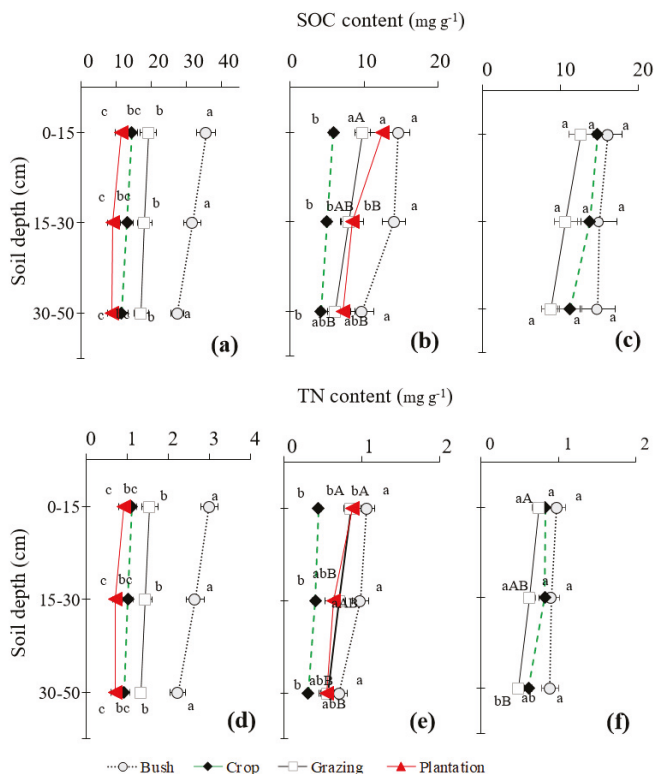 SOC content (mg g-1)
0 10 20 30 40
0 10 20
0 10 20
Soil depth (cm)
0-15
15-30
30-50
c bc b a
c bc b a
c bc b a
(a)
b aA a a
b bAB bB a
b abB abB a
(b)
a a a
a a a
a a a
(c)
TN content (mg g-1)
0 1 2 3 4
0 1 2
0 1 2
Soil depth (cm)
0-15
15-30
30-50
c bc b a
c bc b a
c bc b a
(d)
b bA bA a
b abB aAB a
b abB abB a
(e)
aA a a
aAB a a
bB ab a
(f)
Bush Crop Grazing Plantation